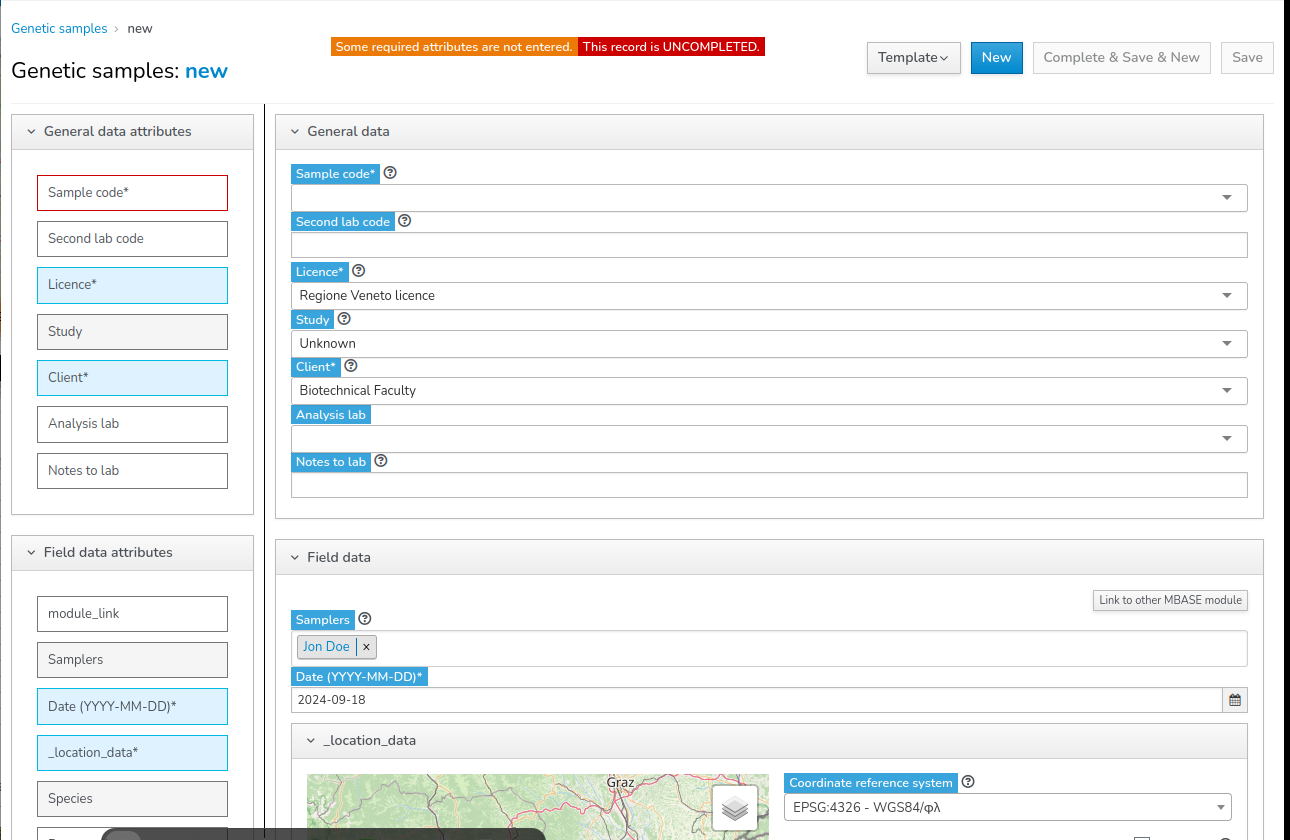 Genetic samples › new
Some required attributes are not entered. This record is UNCOMPLETED.
Genetic samples: new
Template
New
Complete & Save & New
Save
General data attributes
Sample code*
Second lab code
Licence*
Study
Client*
Analysis lab
Notes to lab
Field data attributes
module_link
Samplers
Date (YYYY-MM-DD)*
_location_data*
Species
General data
Sample code*
Second lab code
Licence*
Regione Veneto licence
Study
Unknown
Client*
Biotechnical Faculty
Analysis lab
Notes to lab
Field data
Link to other MBASE module
Samplers
Jon Doe ×
Date (YYYY-MM-DD)*
2024-09-18
_location_data
Graz
Coordinate reference system
EPSG:4326 - WGS84/φλ